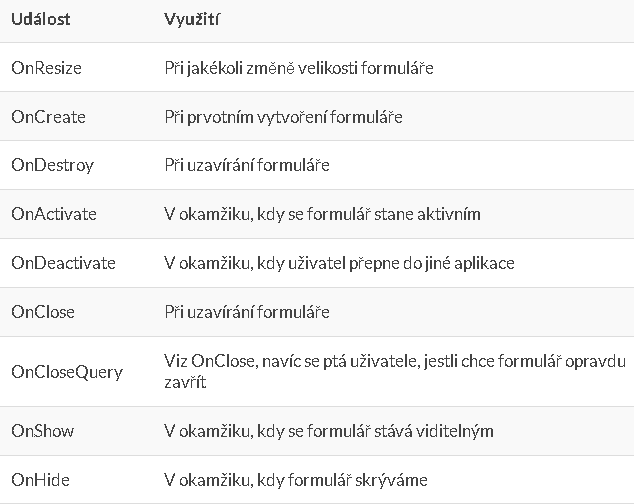 Událost Využití
OnResize Při jakékoli změně velikosti formuláře
OnCreate Při prvotním vytvoření formuláře
OnDestroy Při uzavírání formuláře
OnActivate V okamžiku, kdy se formulář stane aktivním
OnDeactivate V okamžiku, kdy uživatel přepne do jiné aplikace
OnClose Při uzavírání formuláře
OnCloseQuery Viz OnClose, navíc se ptá uživatele, jestli chce formulář opravdu
zavřít
OnShow V okamžiku, kdy se formulář stává viditelným
OnHide V okamžiku, kdy formulář skrýváme